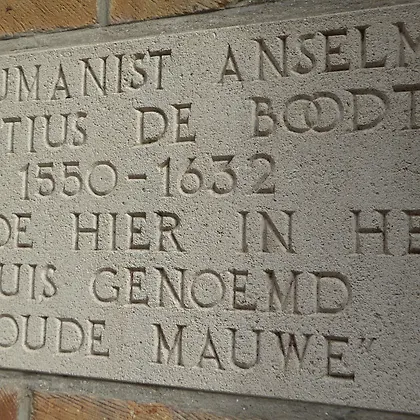 UMANIST ANSELM
TIUS DE BOODT
1550-1632
DE HIER IN HE
UIS GENOEMD
OUDE MAUWE"